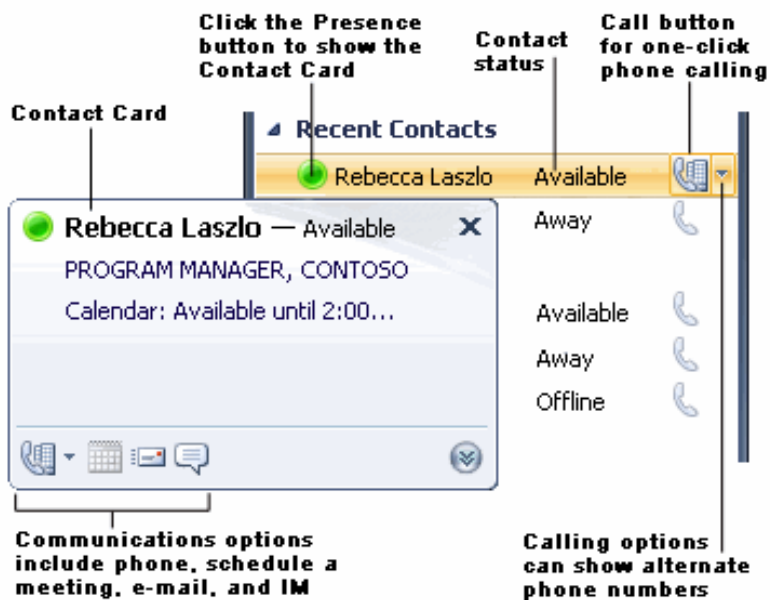 Click the Presence
button to show the
Contact Card
Contact
status
Call button
for one-click
phone calling
Contact Card
Recent Contacts
Rebecca Laszlo Available
Rebecca Laszlo — Available
PROGRAM MANAGER, CONTOSO
Calendar: Available until 2:00...
Away
Available
Away
Offline
Communications options
include phone, schedule a
meeting, e-mail, and IM
Calling options
can show alternate
phone numbers